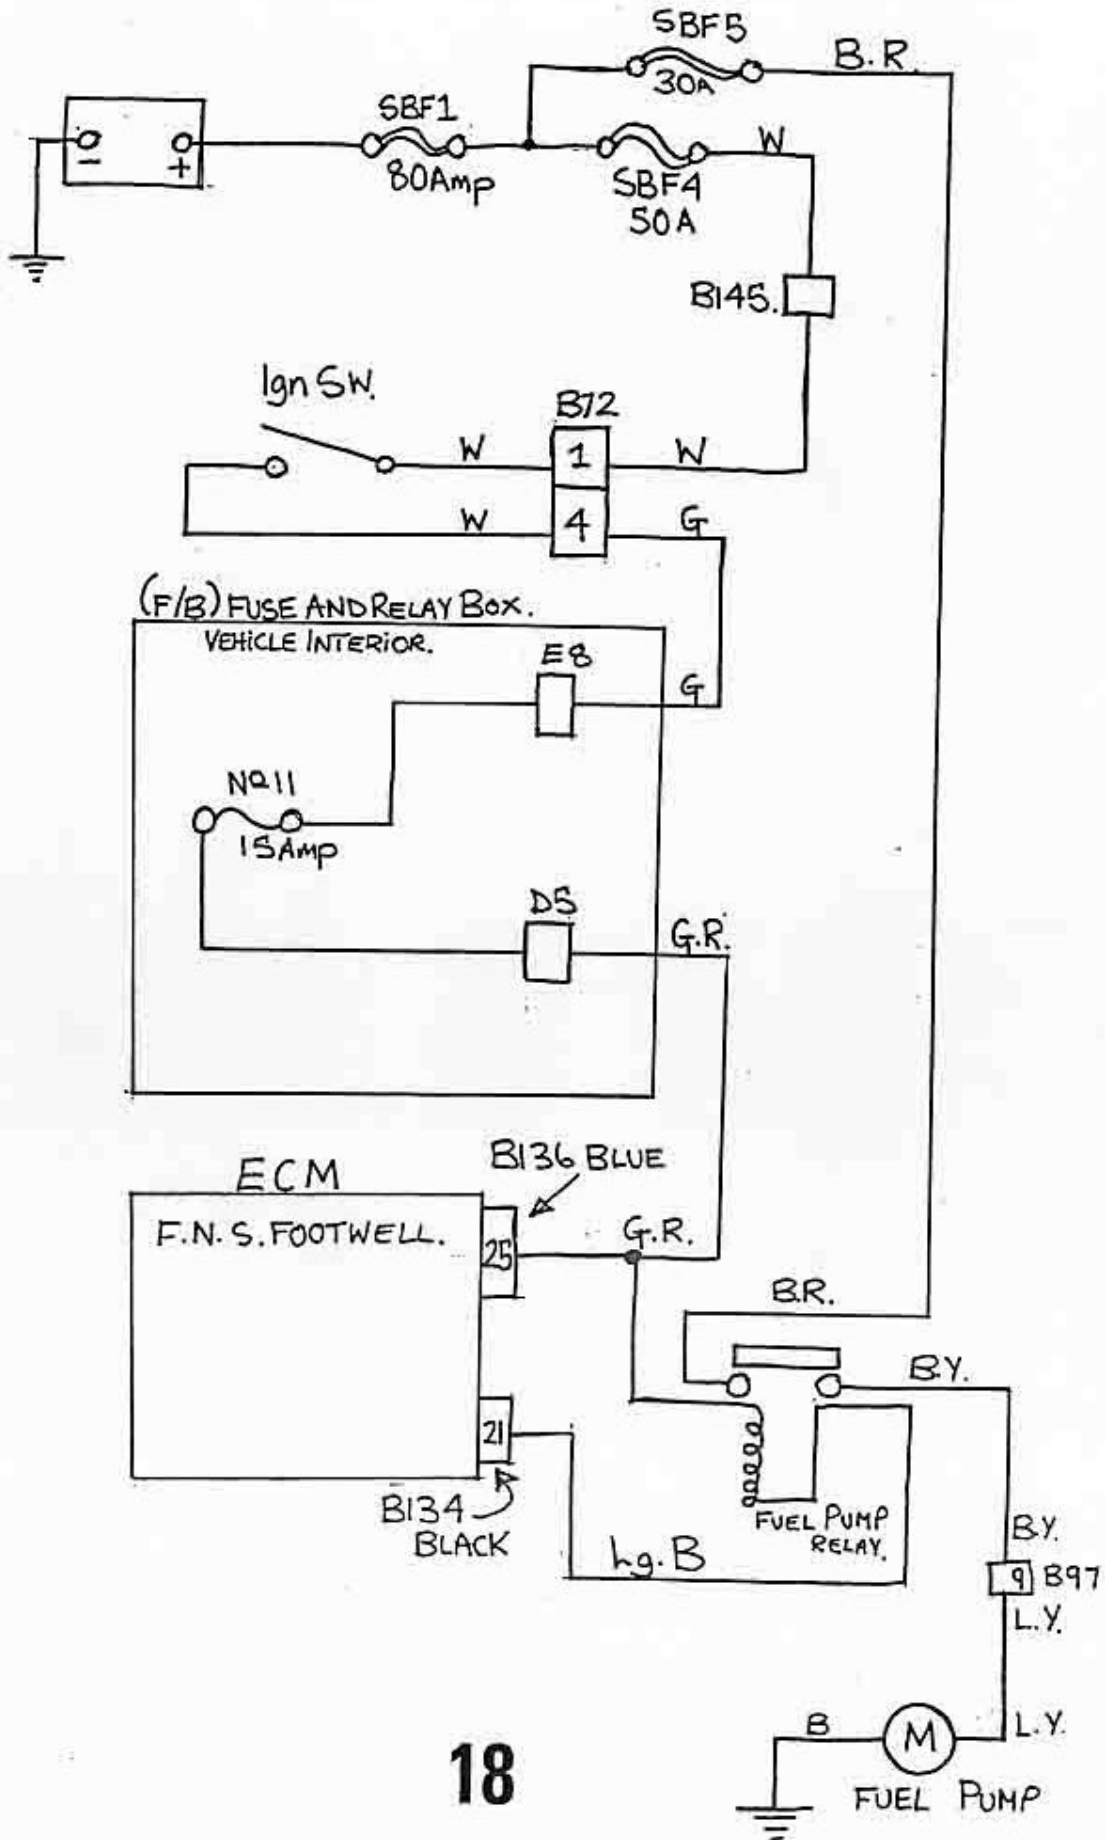 SBF5
30A
B.R.
SBF1
80Amp
-
+
W
SBF4
50A
B145.
Ign SW.
B72
W
1
W
W
4
G
(F/B) FUSE AND RELAY BOX.
VEHICLE INTERIOR.
E8
G
No11
15Amp
D5
G.R.
ECM
B136 BLUE
F.N.S. FOOTWELL.
25
G.R.
B.R.
B.Y.
21
B134
BLACK
FUEL PUMP
RELAY.
Lg. B
B.Y.
9 B97
L.Y.
B
M
L.Y.
FUEL PUMP
18